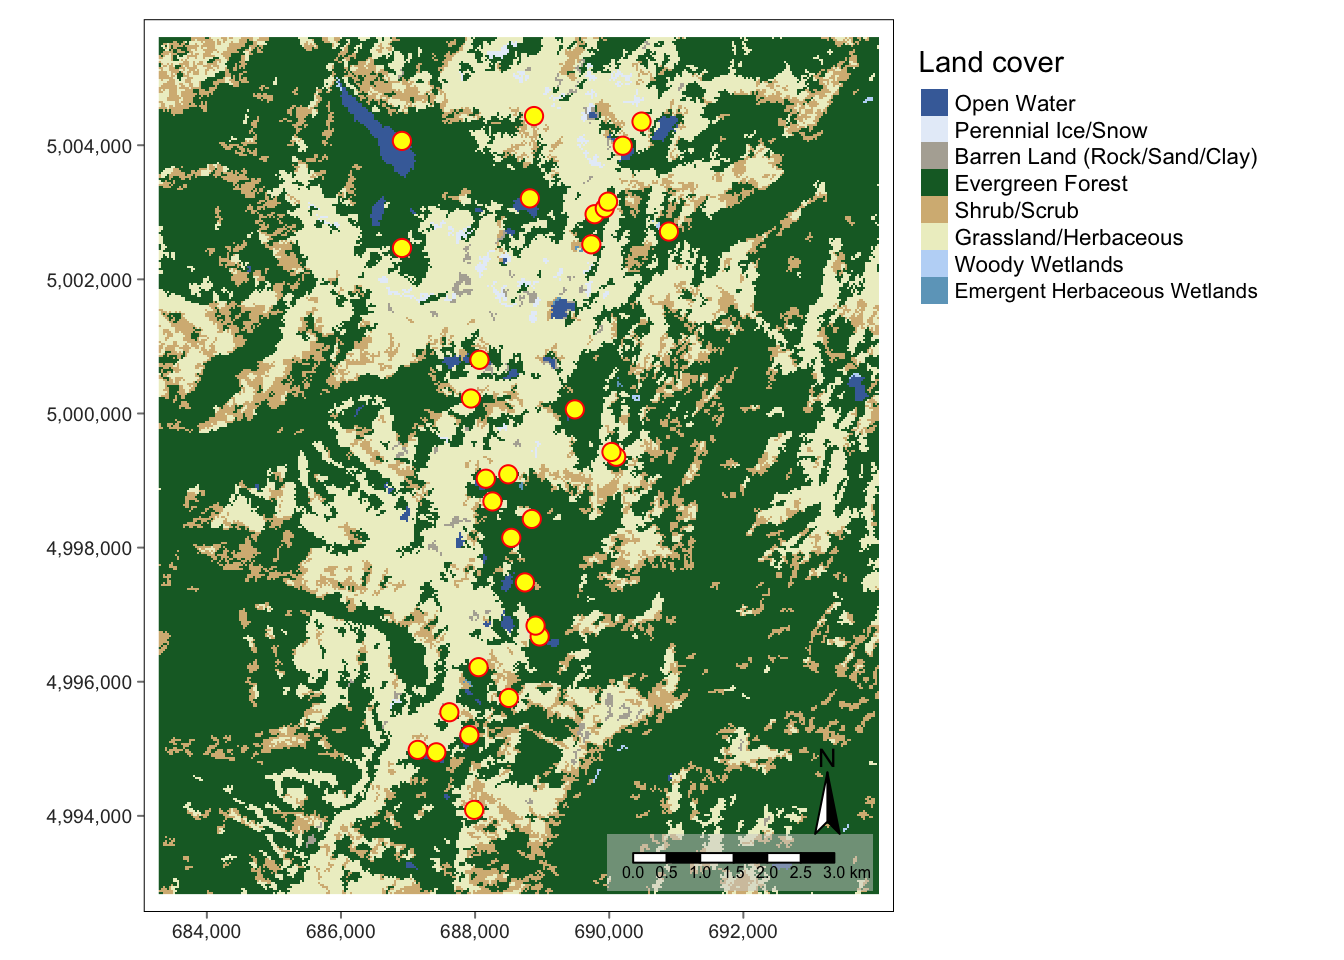 Land cover
Open Water
Perennial Ice/Snow
Barren Land (Rock/Sand/Clay)
Evergreen Forest
Shrub/Scrub
Grassland/Herbaceous
Woody Wetlands
Emergent Herbaceous Wetlands
5,004,000
5,002,000
5,000,000
4,998,000
4,996,000
4,994,000
N
0.0 0.5 1.0 1.5 2.0 2.5 3.0 km
684,000 686,000 688,000 690,000 692,000